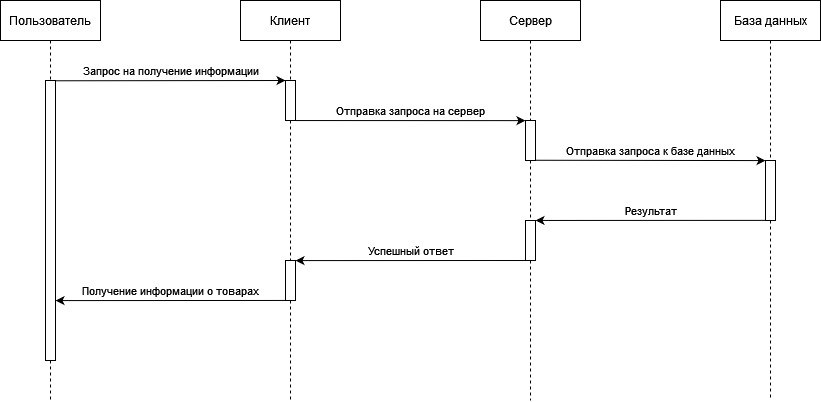 Пользователь
Клиент
Сервер
База данных
Запрос на получение информации
Отправка запроса на сервер
Отправка запроса к базе данных
Результат
Успешный ответ
Получение информации о товарах